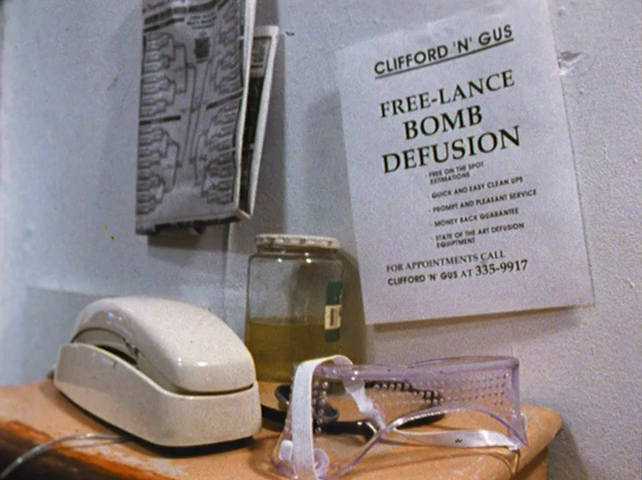 CLIFFORD 'N' GUS
FREE-LANCE
BOMB
DEFUSION
· FREE ON THE SPOT
ESTIMATIONS
· QUICK AND EASY CLEAN UPS
· PROMPT AND PLEASANT SERVICE
· MONEY BACK GUARANTEE
· STATE OF THE ART DEFUSION
EQUIPTMENT
FOR APPOINTMENTS CALL
CLIFFORD 'N' GUS AT 335-9917